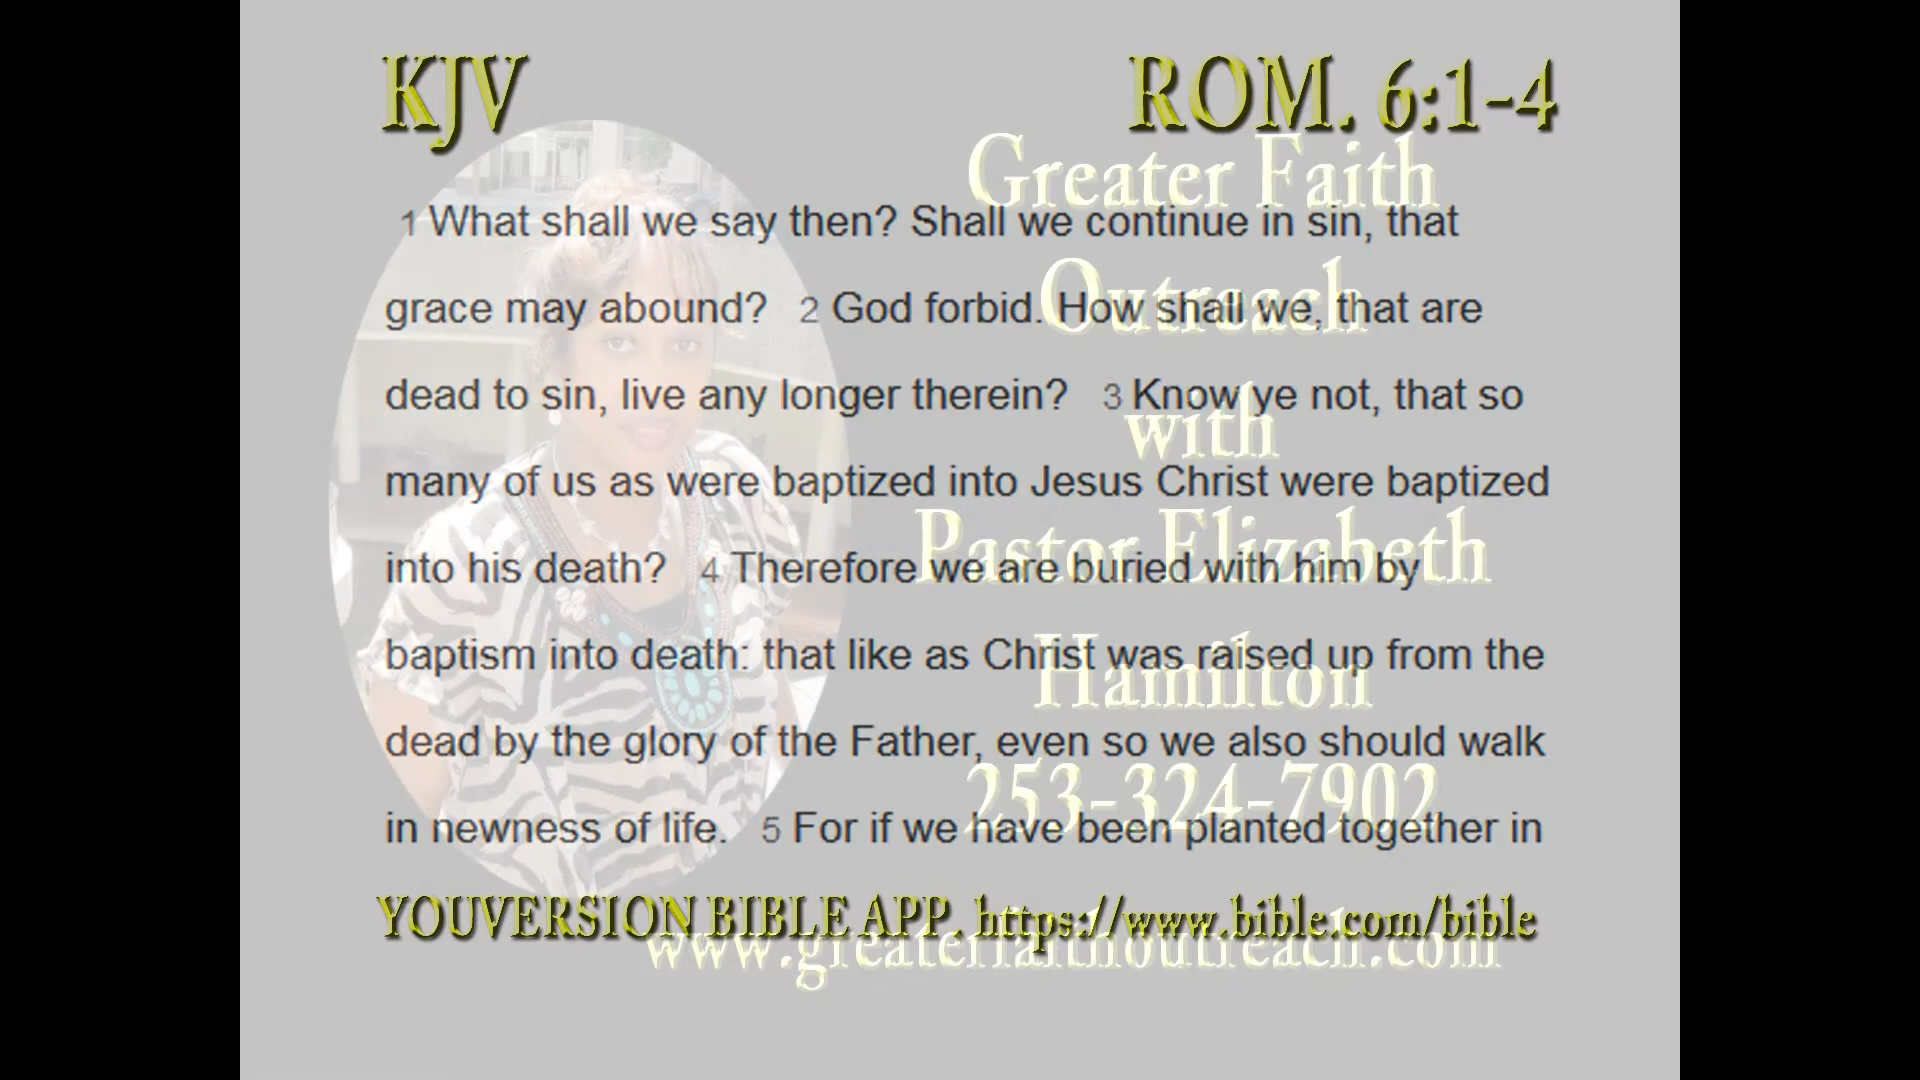 KJV
ROM. 6:1-4
Greater Faith
1 What shall we say then? Shall we continue in sin, that
Outreach
grace may abound? 2 God forbid. How shall we, that are
dead to sin, live any longer therein? 3 Know ye not, that so
with
many of us as were baptized into Jesus Christ were baptized
Pastor Elizabeth
into his death? 4 Therefore we are buried with him by
baptism into death: that like as Christ was raised up from the
Hamilton
dead by the glory of the Father, even so we also should walk
253-324-7902
in newness of life. 5 For if we have been planted together in
YOUVERSION BIBLE APP. https://www.bible.com/bible
www.greaterfaithoutreach.com